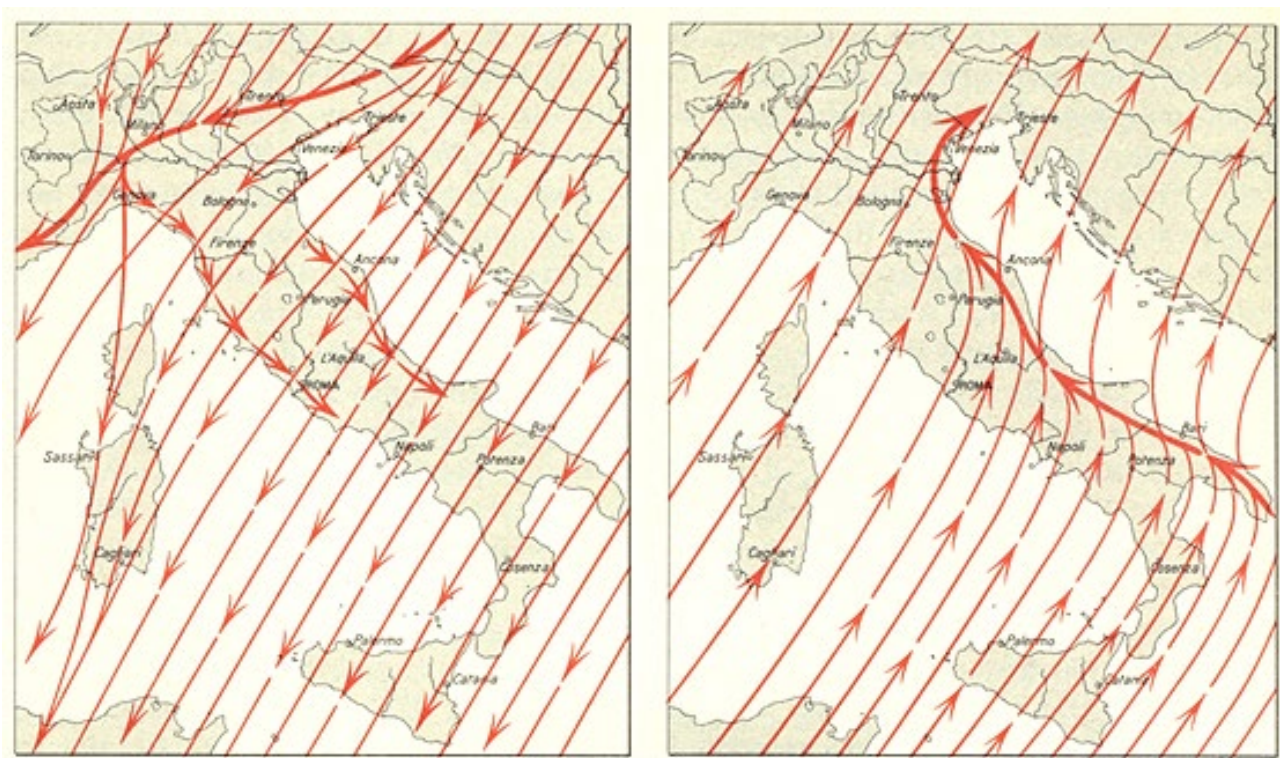 Aosta
Trento
Milano
Trieste
Torino
Venezia
Genova
Bologna
Firenze
Ancona
Perugia
L'Aquila
ROMA
Bari
Sassari
Napoli
Potenza
Cagliari
Cosenza
Palermo
Catania
Aosta
Trento
Milano
Trieste
Torino
Venezia
Genova
Bologna
Firenze
Ancona
Perugia
L'Aquila
ROMA
Bari
Sassari
Napoli
Potenza
Cagliari
Cosenza
Palermo
Catania